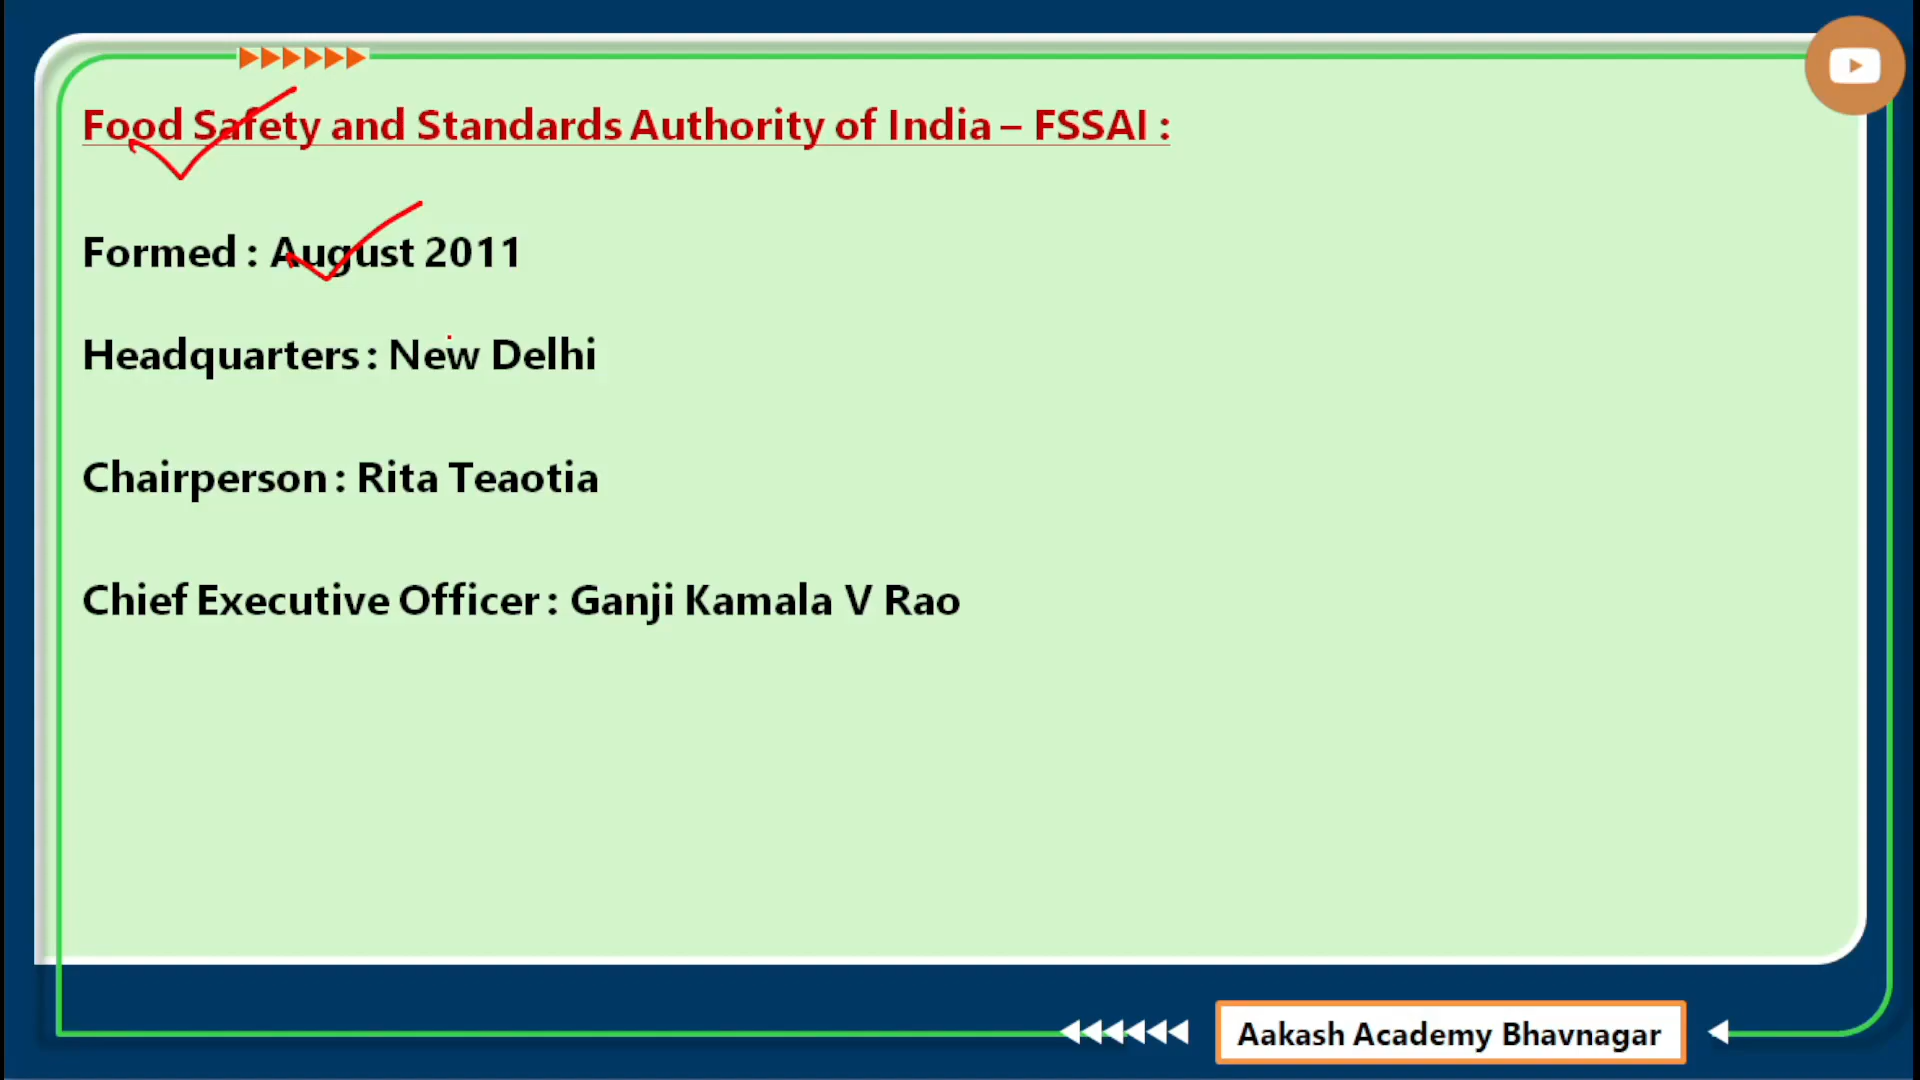 Food Safety and Standards Authority of India – FSSAI :
Formed : August 2011
Headquarters : New Delhi
Chairperson : Rita Teaotia
Chief Executive Officer : Ganji Kamala V Rao
Aakash Academy Bhavnagar